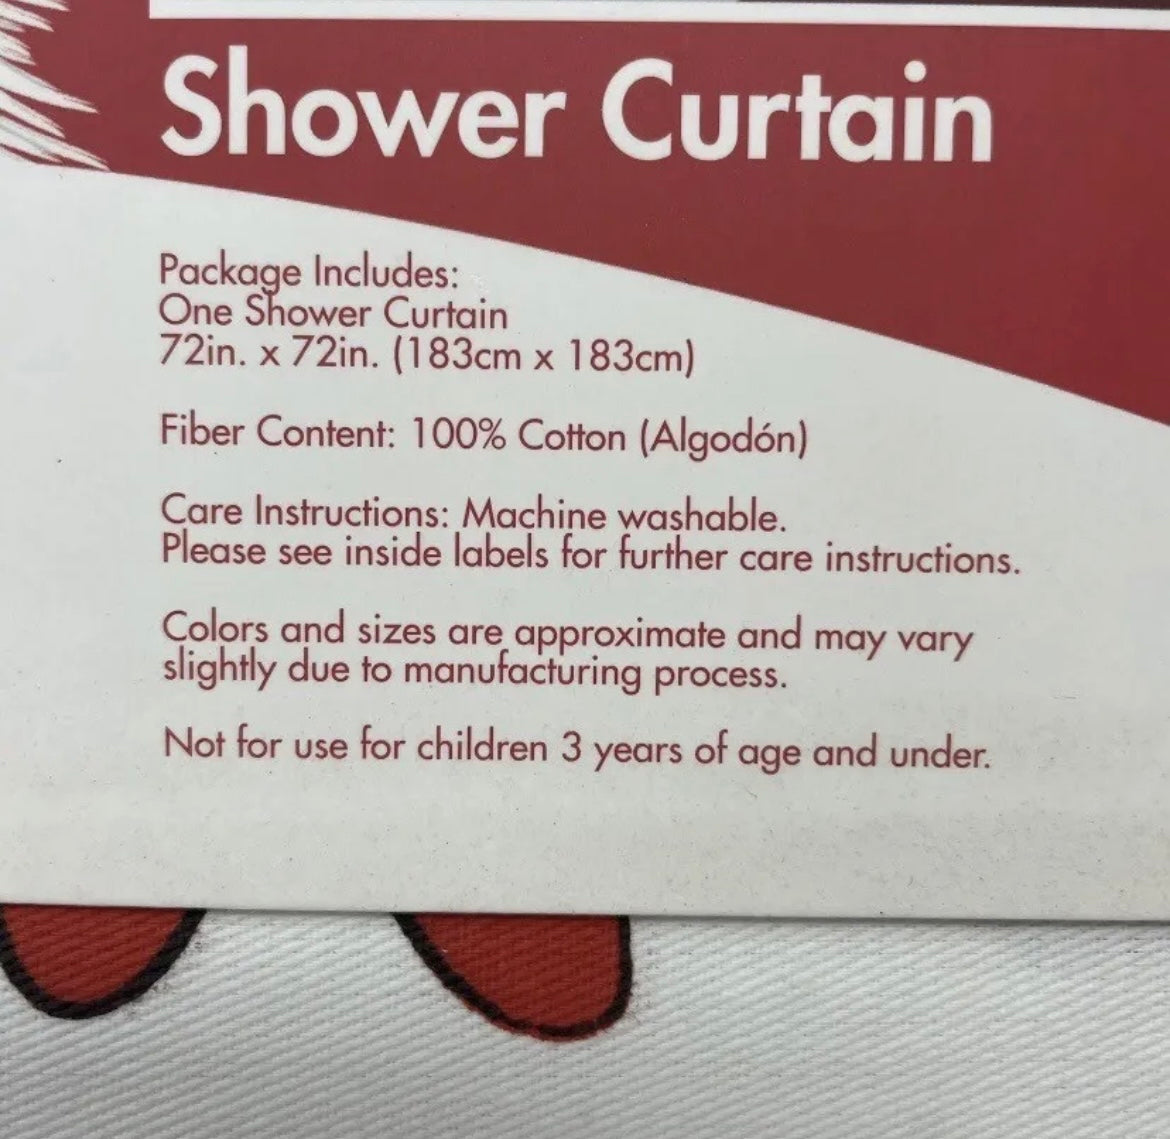 Shower Curtain
Package Includes:
One Shower Curtain
72in. x 72in. (183cm x 183cm)
Fiber Content: 100% Cotton (Algodón)
Care Instructions: Machine washable.
Please see inside labels for further care instructions.
Colors and sizes are approximate and may vary
slightly due to manufacturing process.
Not for use for children 3 years of age and under.